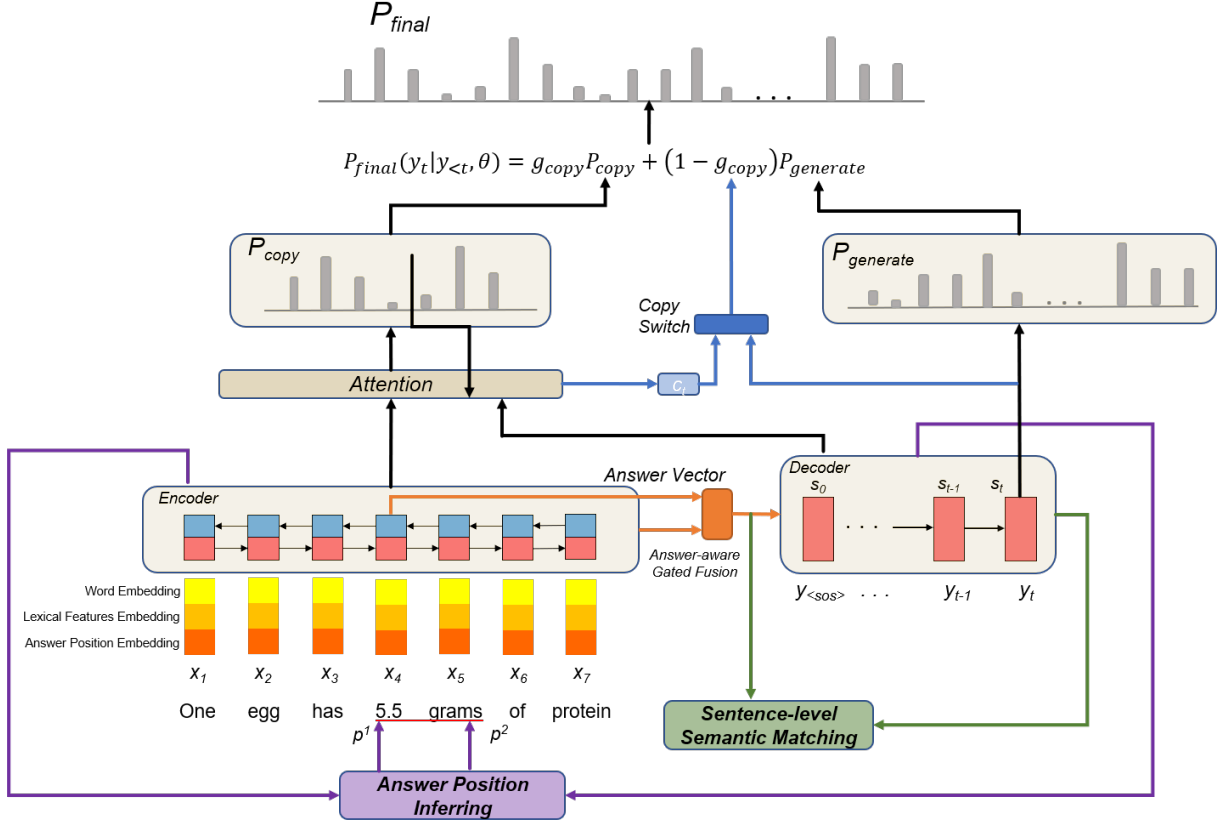 P_final
P_final(y_t|y_<t, θ) = g_copy P_copy + (1 − g_copy)P_generate
P_copy
P_generate
Copy
Switch
Attention
c_t
Answer Vector
Decoder
Encoder
s_0
s_t-1
s_t
Answer-aware
Gated Fusion
Word Embedding
Lexical Features Embedding
Answer Position Embedding
y_<sos> . . . y_t-1 y_t
x_1 x_2 x_3 x_4 x_5 x_6 x_7
One egg has 5.5 grams of protein
p^1 p^2
Sentence-level
Semantic Matching
Answer Position
Inferring